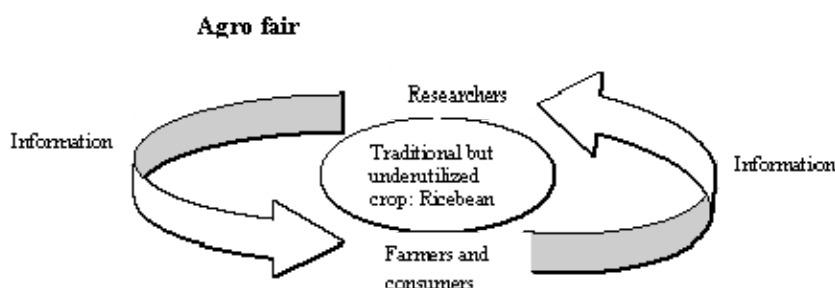 Agro fair
Researchers
Information
Traditional but
underutilized
crop: Ricebean
Information
Farmers and
consumers